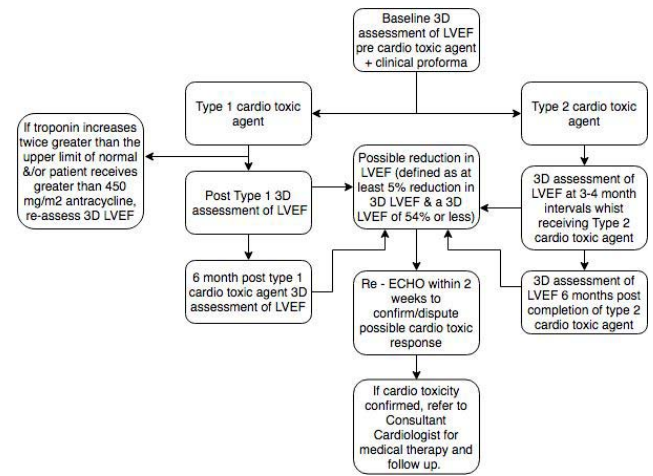 Baseline 3D
assessment of LVEF
pre cardio toxic agent
+ clinical proforma
Type 1 cardio toxic
agent
Type 2 cardio toxic
agent
If troponin increases
twice greater than the
upper limit of normal
&/or patient receives
greater than 450
mg/m2 antracycline,
re-assess 3D LVEF
Post Type 1 3D
assessment of LVEF
Possible reduction in
LVEF (defined as at
least 5% reduction in
3D LVEF & a 3D
LVEF of 54% or less)
3D assessment of
LVEF at 3-4 month
intervals whist
receiving Type 2
cardio toxic agent
6 month post type 1
cardio toxic agent 3D
assessment of LVEF
Re - ECHO within 2
weeks to
confirm/dispute
possible cardio toxic
response
3D assessment of
LVEF 6 months post
completion of type 2
cardio toxic agent
If cardio toxicity
confirmed, refer to
Consultant
Cardiologist for
medical therapy and
follow up.